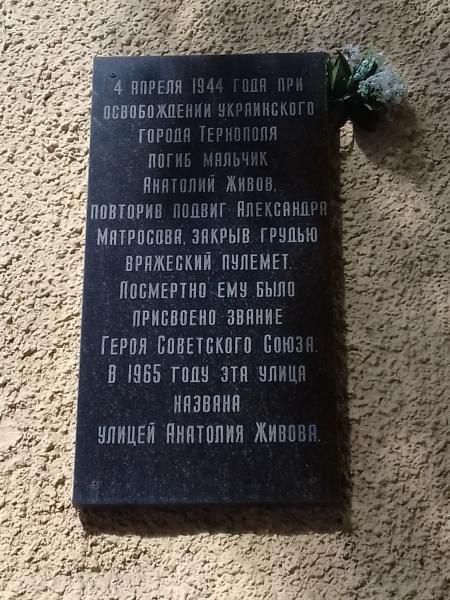 4 АПРЕЛЯ 1944 ГОДА ПРИ
ОСВОБОЖДЕНИИ УКРАИНСКОГО
ГОРОДА ТЕРНОПОЛЯ
ПОГИБ МАЛЬЧИК
АНАТОЛИЙ ЖИВОВ,
ПОВТОРИВ ПОДВИГ АЛЕКСАНДРА
МАТРОСОВА, ЗАКРЫВ ГРУДЬЮ
ВРАЖЕСКИЙ ПУЛЕМЕТ.
ПОСМЕРТНО ЕМУ БЫЛО
ПРИСВОЕНО ЗВАНИЕ
ГЕРОЯ СОВЕТСКОГО СОЮЗА.
В 1965 ГОДУ ЭТА УЛИЦА
НАЗВАНА
УЛИЦЕЙ АНАТОЛИЯ ЖИВОВА.